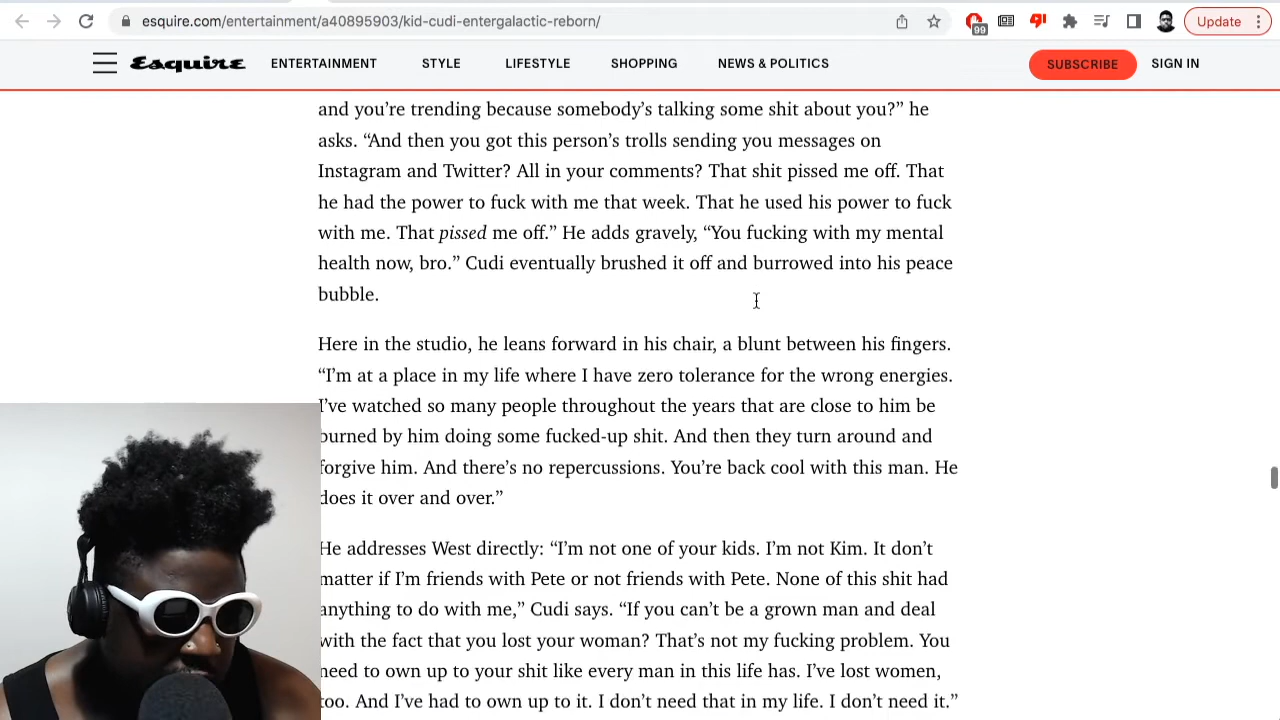 esquire.com/entertainment/a40895903/kid-cudi-entergalactic-reborn/
99
Update
Esquire
ENTERTAINMENT
STYLE
LIFESTYLE
SHOPPING
NEWS & POLITICS
SUBSCRIBE
SIGN IN
and you’re trending because somebody’s talking some shit about you?” he
asks. “And then you got this person’s trolls sending you messages on
Instagram and Twitter? All in your comments? That shit pissed me off. That
he had the power to fuck with me that week. That he used his power to fuck
with me. That pissed me off.” He adds gravely, “You fucking with my mental
health now, bro.” Cudi eventually brushed it off and burrowed into his peace
bubble.
Here in the studio, he leans forward in his chair, a blunt between his fingers.
“I’m at a place in my life where I have zero tolerance for the wrong energies.
I’ve watched so many people throughout the years that are close to him be
burned by him doing some fucked-up shit. And then they turn around and
forgive him. And there’s no repercussions. You’re back cool with this man. He
does it over and over.”
He addresses West directly: “I’m not one of your kids. I’m not Kim. It don’t
matter if I’m friends with Pete or not friends with Pete. None of this shit had
anything to do with me,” Cudi says. “If you can’t be a grown man and deal
with the fact that you lost your woman? That’s not my fucking problem. You
need to own up to your shit like every man in this life has. I’ve lost women,
too. And I’ve had to own up to it. I don’t need that in my life. I don’t need it.”